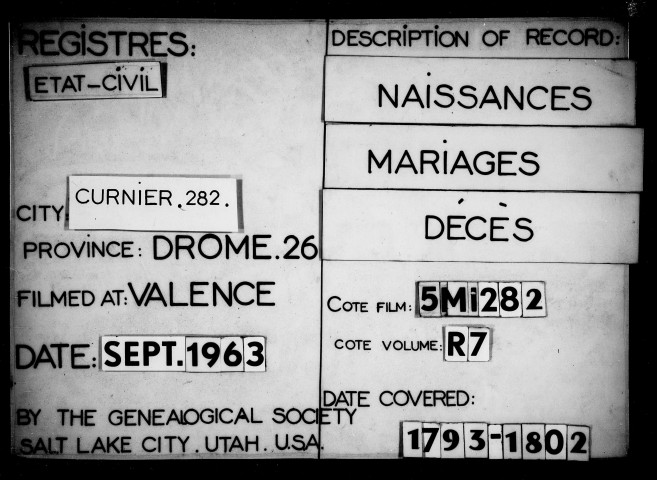 REGISTRES:
ETAT-CIVIL
CITY: CURNIER.282.
PROVINCE: DROME.26
FILMED AT: VALENCE
DATE: SEPT.1963
BY THE GENEALOGICAL SOCIETY
SALT LAKE CITY. UTAH. U.S.A.
DESCRIPTION OF RECORD:
NAISSANCES
MARIAGES
DÉCÈS
COTE FILM: 5Mi282
COTE VOLUME: R7
DATE COVERED:
1793-1802